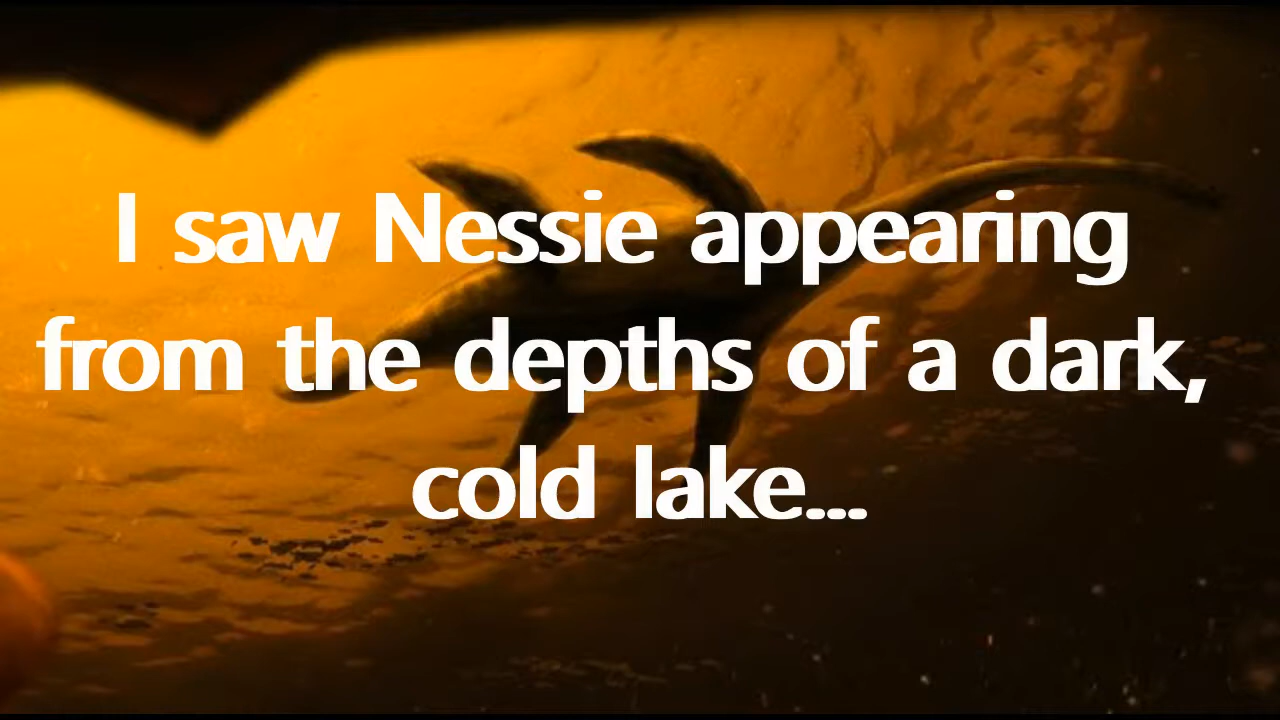 I saw Nessie appearing
from the depths of a dark,
cold lake...